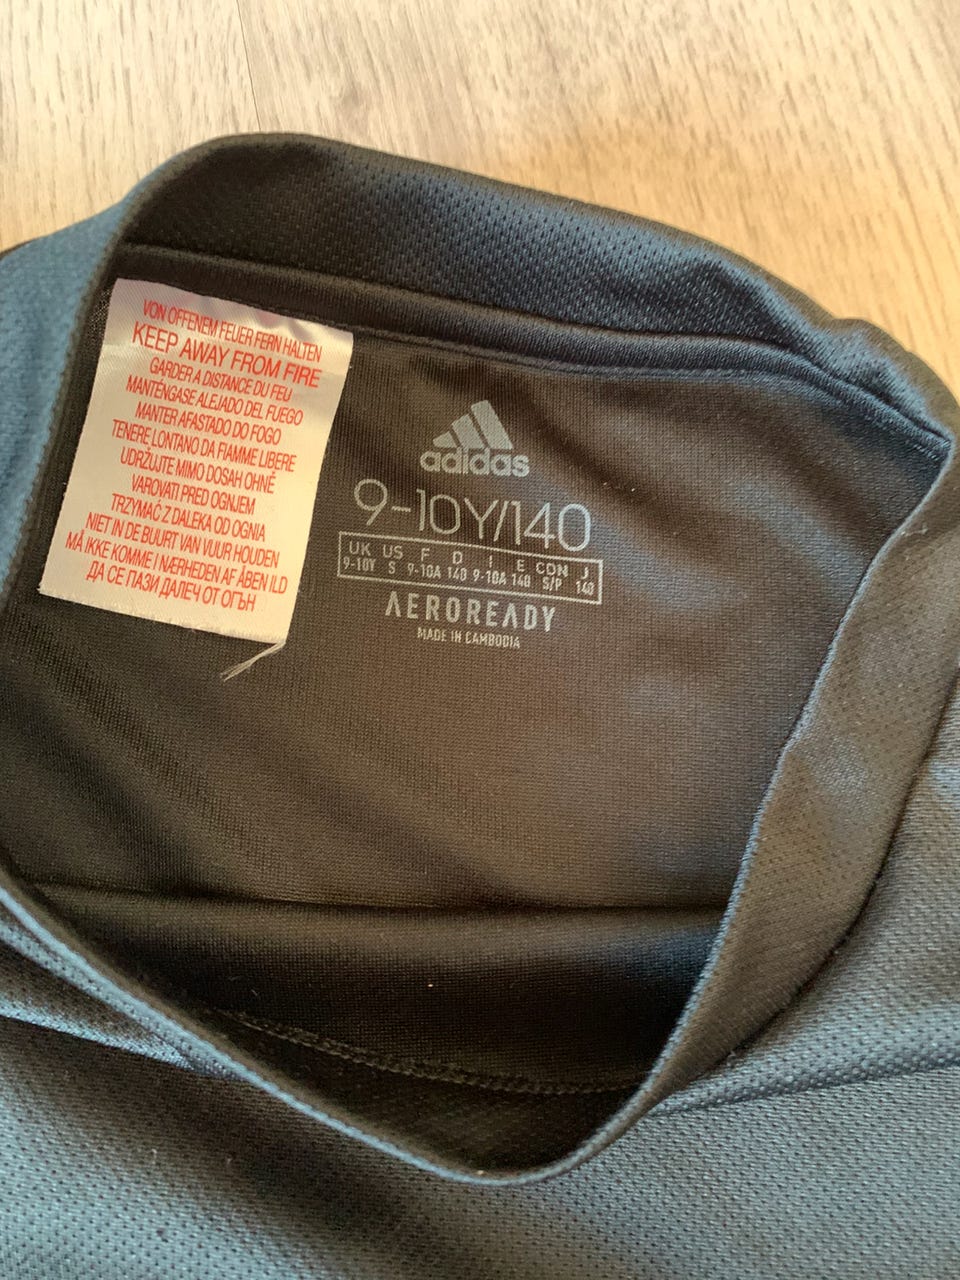 VON OFFENEM FEUER FERN HALTEN
KEEP AWAY FROM FIRE
GARDER A DISTANCE DU FEU
MANTÉNGASE ALEJADO DEL FUEGO
MANTER AFASTADO DO FOGO
TENERE LONTANO DA FIAMME LIBERE
UDRŽUJTE MIMO DOSAH OHNĚ
VAROVATI PRED OGNJEM
TRZYMAĆ Z DALEKA OD OGNIA
NIET IN DE BUURT VAN VUUR HOUDEN
MÅ IKKE KOMME I NÆRHEDEN AF ÅBEN ILD
ДА СЕ ПАЗИ ДАЛЕЧ ОТ ОГЪН
adidas
9-10Y/140
UK US F D I E CDN J
9-10Y S 9-10A 140 9-10A 140 S/P 140
AEROREADY
MADE IN CAMBODIA